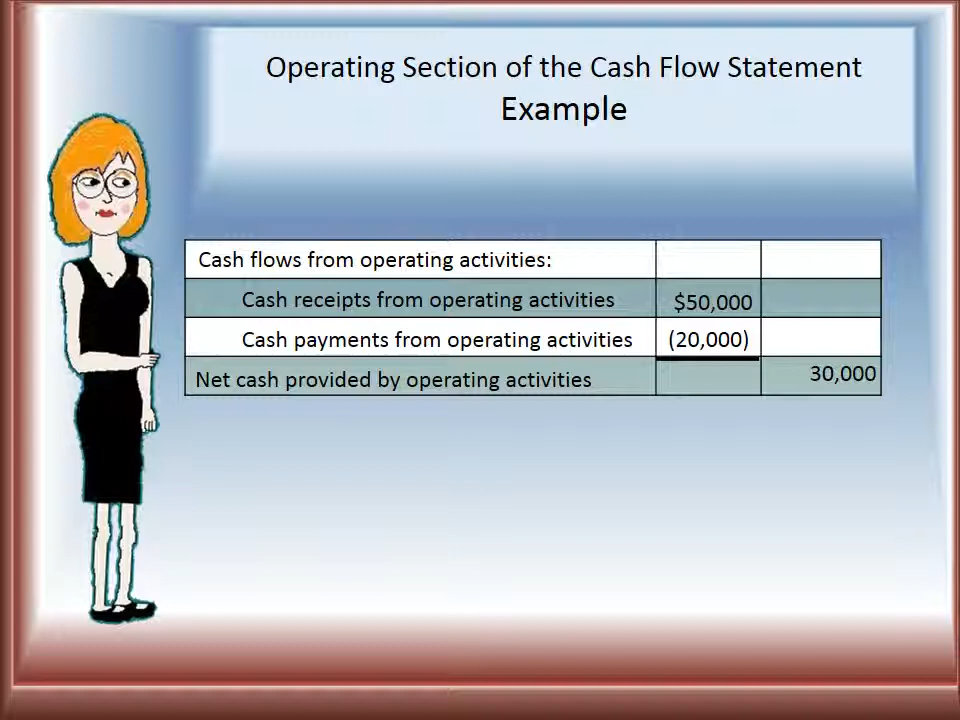 Operating Section of the Cash Flow Statement
Example
Cash flows from operating activities:
Cash receipts from operating activities $50,000
Cash payments from operating activities (20,000)
Net cash provided by operating activities 30,000